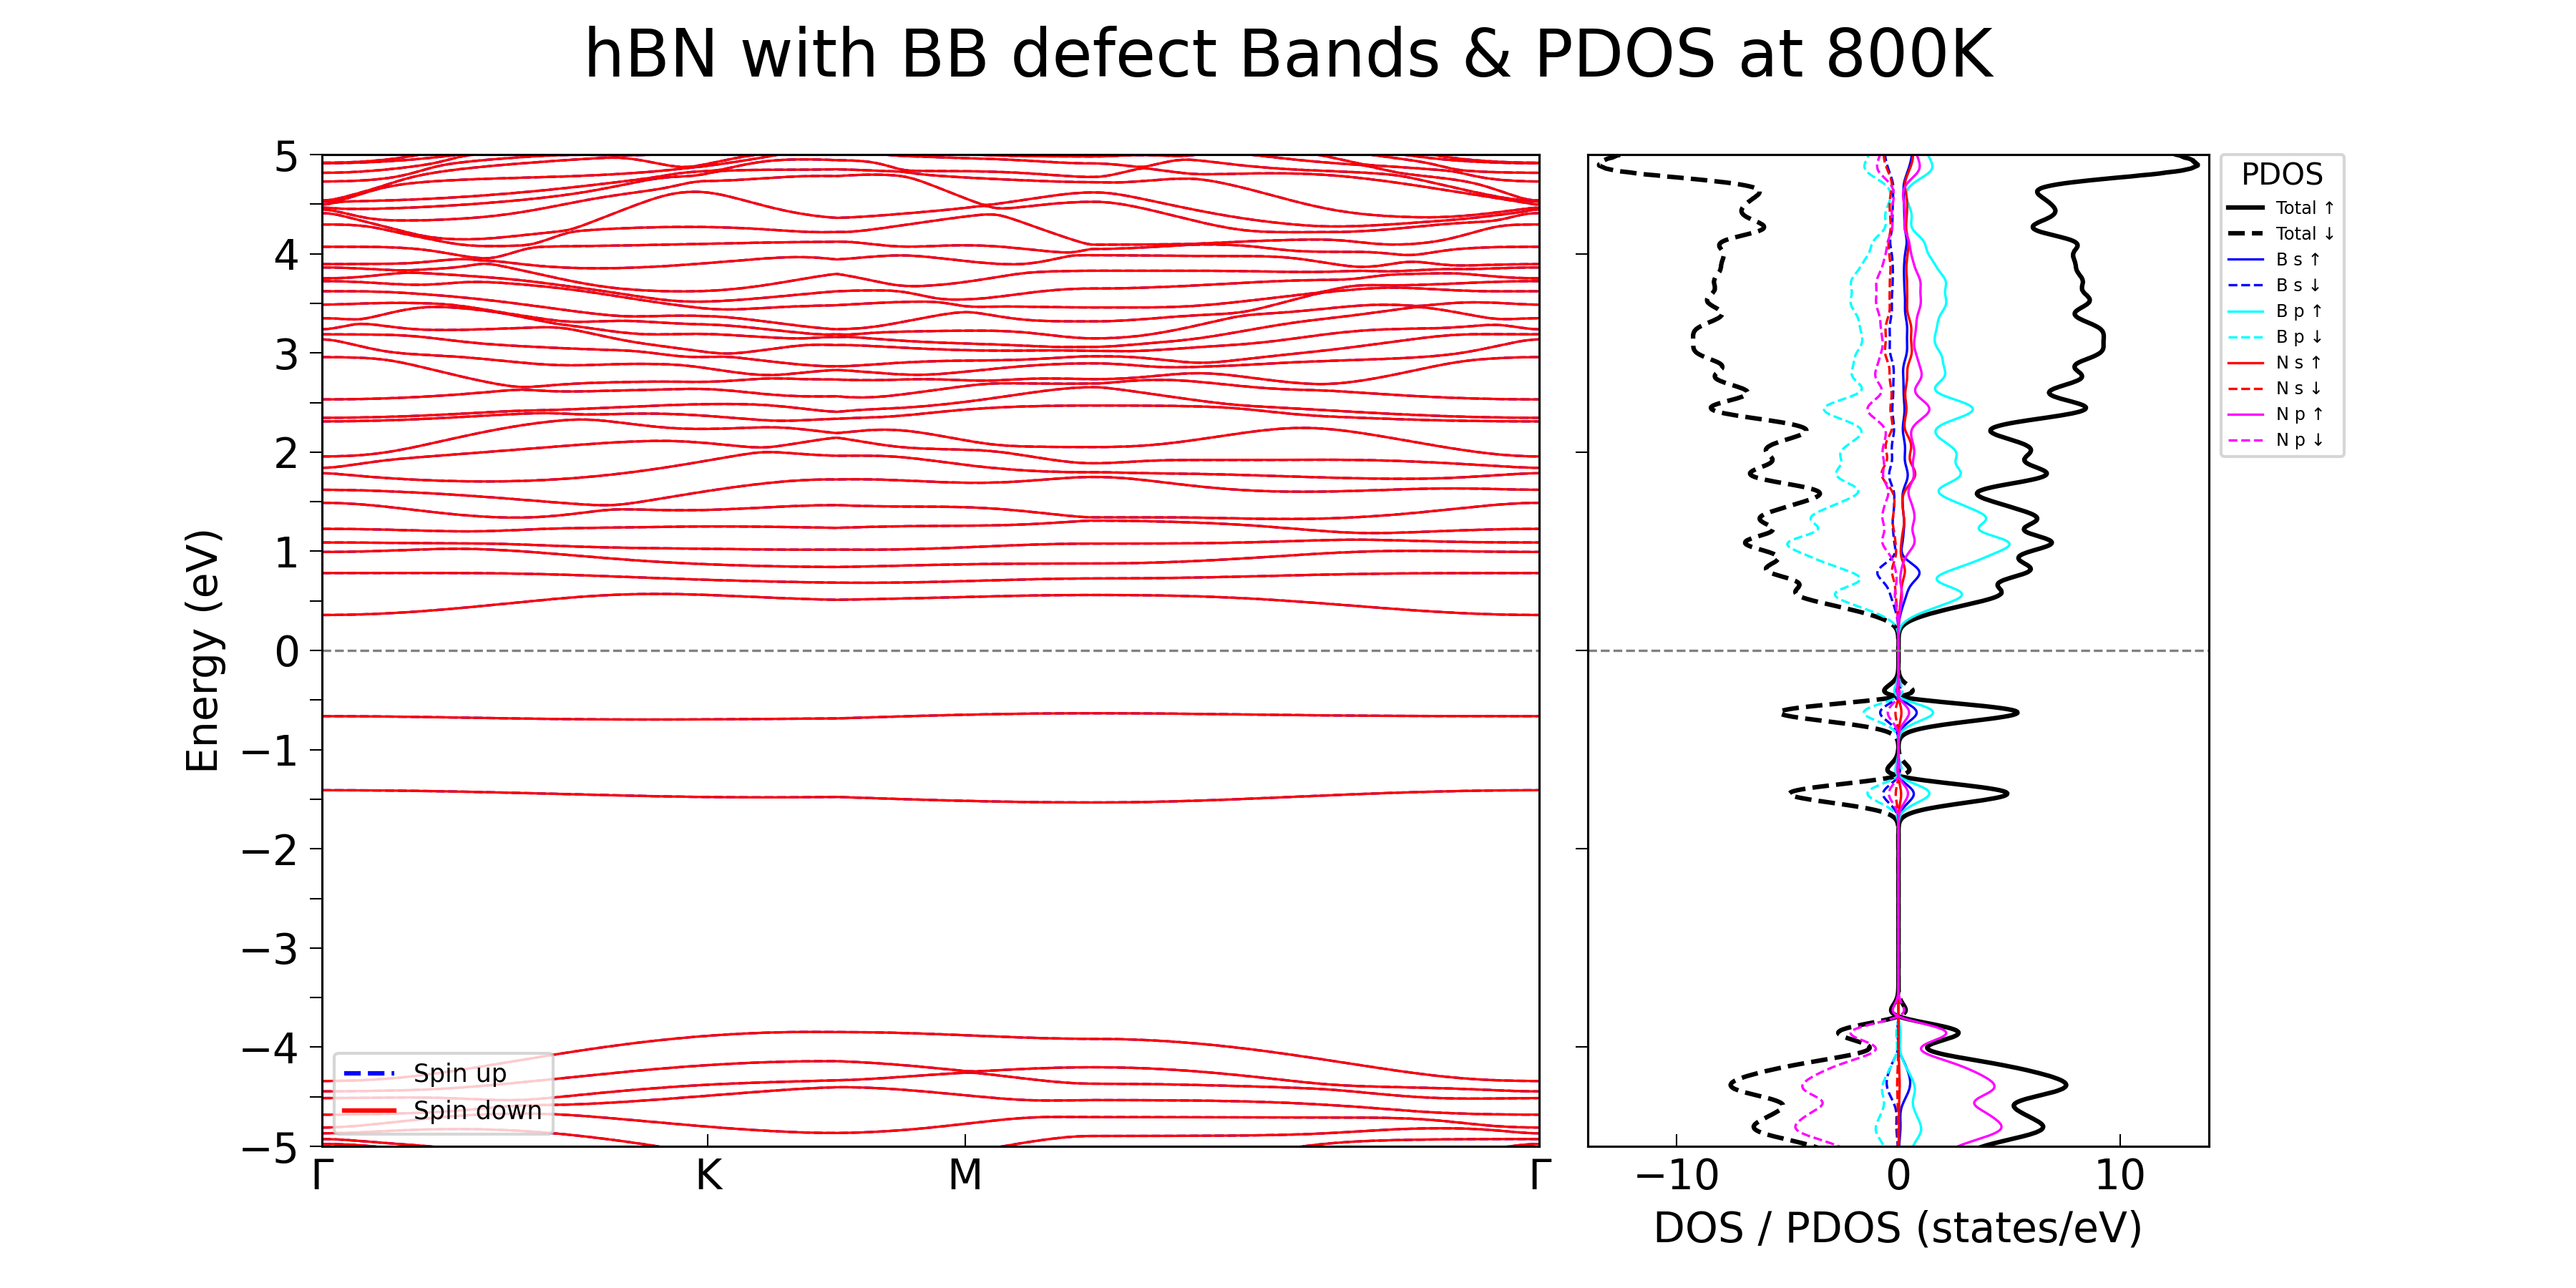 hBN with BB defect Bands & PDOS at 800K
Energy (eV)
5
4
3
2
1
0
−1
−2
−3
−4
−5
Spin up
Spin down
Γ K M Γ
−10 0 10
DOS / PDOS (states/eV)
PDOS
Total ↑
Total ↓
B s ↑
B s ↓
B p ↑
B p ↓
N s ↑
N s ↓
N p ↑
N p ↓